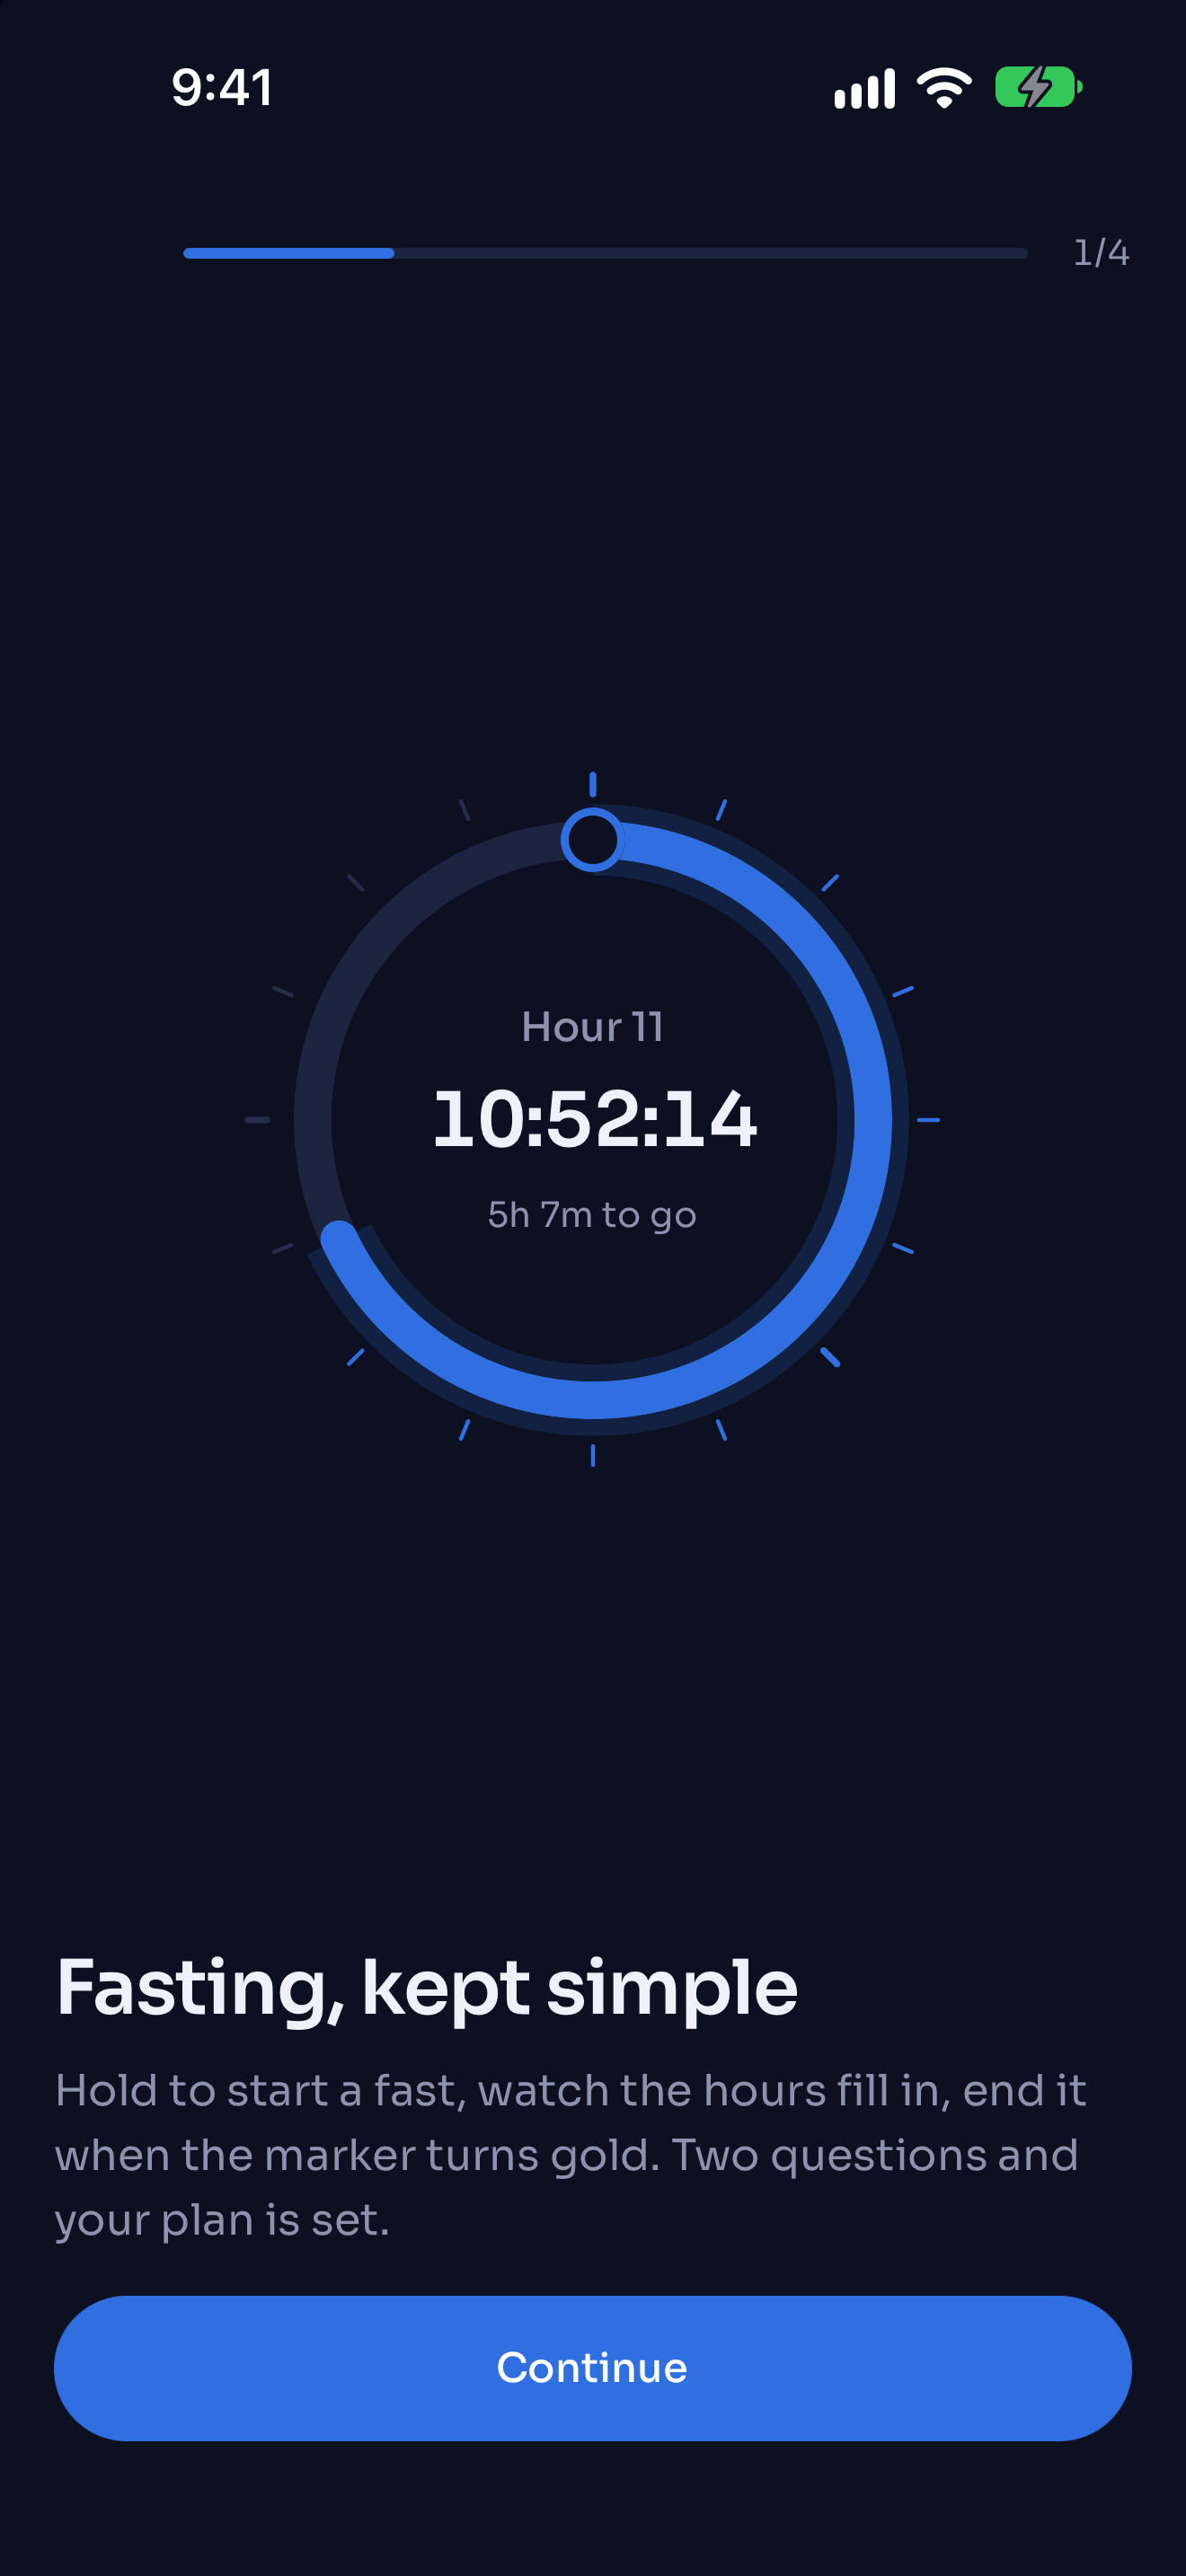 9:41
1/4
Hour 11
10:52:14
5h 7m to go
Fasting, kept simple
Hold to start a fast, watch the hours fill in, end it
when the marker turns gold. Two questions and
your plan is set.
Continue